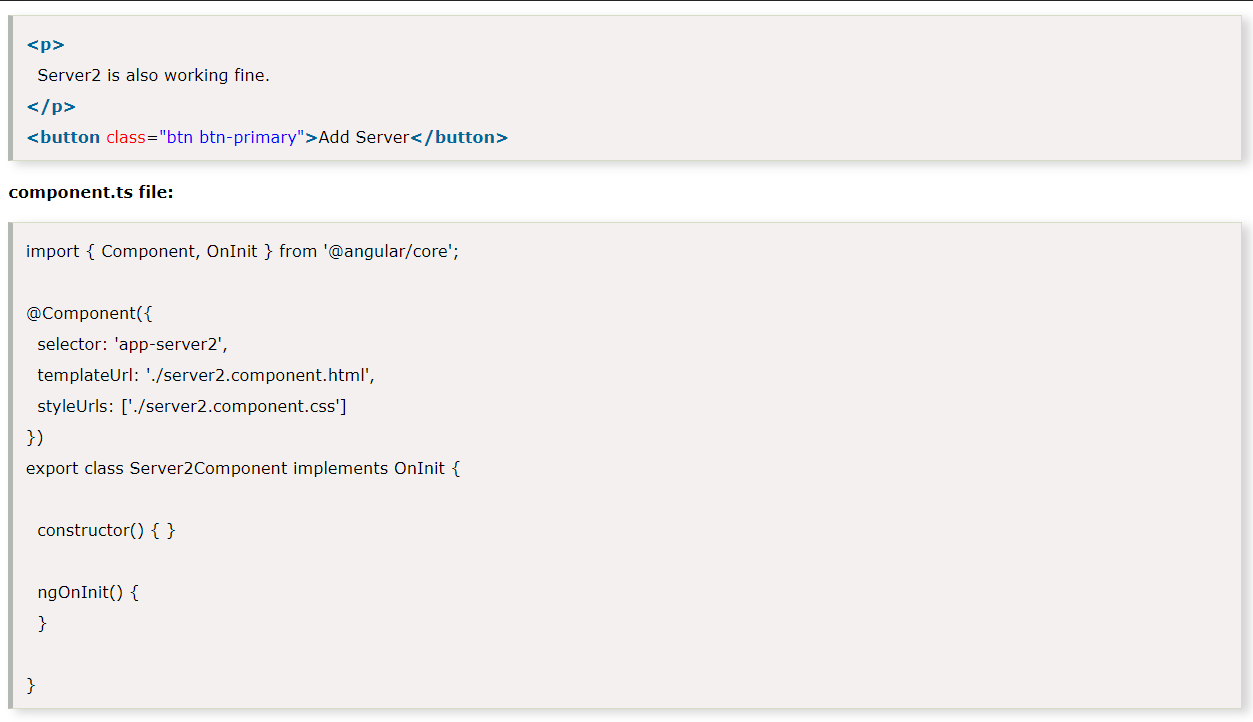 <p>
  Server2 is also working fine.
</p>
<button class="btn btn-primary">Add Server</button>
component.ts file:
import { Component, OnInit } from '@angular/core';
@Component({
  selector: 'app-server2',
  templateUrl: './server2.component.html',
  styleUrls: ['./server2.component.css']
})
export class Server2Component implements OnInit {
  constructor() { }
  ngOnInit() {
  }
}